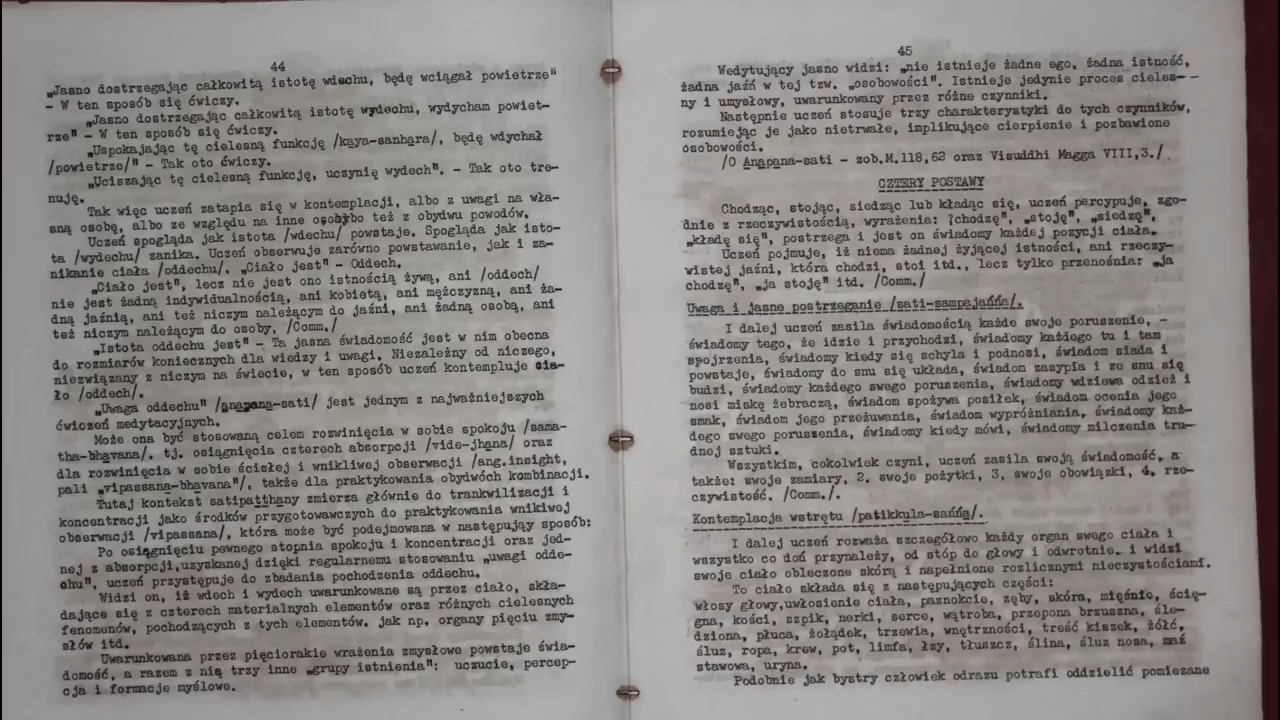 44
„Jasno dostrzegając całkowitą istotę wdechu, będę wciągał powietrze"
- W ten sposób się ćwiczy.
„Jasno dostrzegając całkowitą istotę wydechu, wydycham powiet-
rze" - W ten sposób się ćwiczy.
„Uspokajając tę cielesną funkcję /kaya-sanhara/, będę wdychał
/powietrze/" - Tak oto ćwiczy.
„Uciszając tę cielesną funkcję, uczynię wydech". - Tak oto tre-
nuję.
Tak więc uczeń zatapia się w kontemplacji, albo z uwagi na wła-
sną osobę, albo ze względu na inne osobybo też z obydwu powodów.
Uczeń spogląda jak istota /wdechu/ powstaje. Spogląda jak isto-
ta /wydechu/ zanika. Uczeń obserwuje zarówno powstawanie, jak i za-
nikanie ciała /oddechu/. „Ciało jest" - Oddech.
„Ciało jest", lecz nie jest ono istnością żywą, ani /oddech/
nie jest żadną indywidualnością, ani kobietą, ani mężczyzną, ani ża-
dną jaźnią, ani też niczym należącym do jaźni, ani żadną osobą, ani
też niczym należącym do osoby. /Comm./
„Istota oddechu jest" - Ta jasna świadomość jest w nim obecna
do rozmiarów koniecznych dla wiedzy i uwagi. Niezależny od niczego,
niezwiązany z niczym na świecie, w ten sposób uczeń kontempluje cia-
ło /oddech/.
„Uwaga oddechu" /anapana-sati/ jest jednym z najważniejszych
ćwiczeń medytacyjnych.
Może ona być stosowaną celem rozwinięcia w sobie spokoju /sama-
tha-bhavana/. tj. osiągnięcia czterech absorpcji /vide-jhana/ oraz
dla rozwinięcia w sobie ścisłej i wnikliwej obserwacji /ang.insight,
pali „vipassana-bhavana"/, także dla praktykowania obydwóch kombinacji.
Tutaj kontekst satipatthany zmierza głównie do trankwilizacji i
koncentracji jako środków przygotowawczych do praktykowania wnikiwoj
obserwacji /vipassana/, która może być podejmowana w następująy sposób:
Po osiągnięciu pewnego stopnia spokoju i koncentracji oraz jed-
nej z absorpcji,uzyskanej dzięki regularnemu stosowaniu „uwagi odde-
chu", uczeń przystępuje do zbadania pochodzenia oddechu.
Widzi on, iż wdech i wydech uwarunkowane są przez ciało, skła-
dające się z czterech materialnych elementów oraz różnych cielesnych
fenomenów, pochodzących z tych elementów. jak np. organy pięciu zmy-
słów itd.
Uwarunkowana przez pięciorakie wrażenia zmysłowe powstaje świa-
domość, a razem z nią trzy inne „grupy istnienia": uczucie, percep-
cja i formacje myślowe.
45
Wedytujący jasno widzi: „nie istnieje żadne ego, żadna istność,
żadna jaźń w tej tzw. „osobowości". Istnieje jedynie proces cieles--
ny i umysłowy, uwarunkowany przez różne czynniki.
Następnie uczeń stosuje trzy charakterystyki do tych czynników,
rozumiejąc je jako nietrwałe, implikujące cierpienie i pozbawione
osobowości.
/O Anapana-sati - zob.M.118,62 oraz Visuddhi Magga VIII,3./.
CZTERY POSTAWY
Chodząc, stojąc, siedząc lub kładąc się, uczeń percypuje, zgo-
dnie z rzeczywistością, wyrażenia: ?chodzę", „stoję", „siedzę",
„kładę się", postrzega i jest on świadomy każdej pozycji ciała.
Uczeń pojmuje, iż niema żadnej żyjącej istności, ani rzeczy-
wistej jaźni, która chodzi, stoi itd., lecz tylko przenośnia: „ja
chodzę", „ja stoję" itd. /Comm./
Uwaga i jasne postrzeganie /sati-sampajańńa/.
I dalej uczeń zasila świadomością każde swoje poruszenie, -
świadomy tego, że idzie i przychodzi, świadomy każdego tu i tam
spojrzenia, świadomy kiedy się schyla i podnosi, świadom siada i
powstaje, świadomy do snu się układa, świadom zasypia i ze snu się
budzi, świadomy każdego swego poruszenia, świadomy wdziewa odzież i
nosi miskę żebraczą, świadom spożywa posiłek, świadom ocenia jego
smak, świadom jego przeżuwania, świadom wypróżniania, świadomy każ-
dego swego poruszenia, świadomy kiedy mówi, świadomy milczenia tru-
dnej sztuki.
Wszystkim, cokolwiek czyni, uczeń zasila swoją świadomość, a
także: swoje zamiary, 2. swoje pożytki, 3, swoje obowiązki, 4. rze-
czywistość. /Comm./.
Kontemplacja wstrętu /patikkula-sańńa/.
I dalej uczeń rozważa szczegółowo każdy organ swego ciała i
wszystko co doń przynależy, od stóp do głowy i odwrotnie. i widzi
swoje ciało obleczone skórą i napełnione rozlicznymi nieczystościami.
To ciało składa się z następujących części:
włosy głowy,uwłosienie ciała, paznokcie, zęby, skóra, mięśnie, ścię-
gna, kości, szpik, nerki, serce, wątroba, przepona brzuszna, śle-
dziona, płuca, żołądek, trzewia, wnętrzności, treść kiszek, żółć,
śluz, ropa, krew, pot, limfa, łzy, tłuszcz, ślina, śluz nosa, maź
stawowa, uryna.
Podobnie jak bystry człowiek odrazu potrafi oddzielić pomiezane